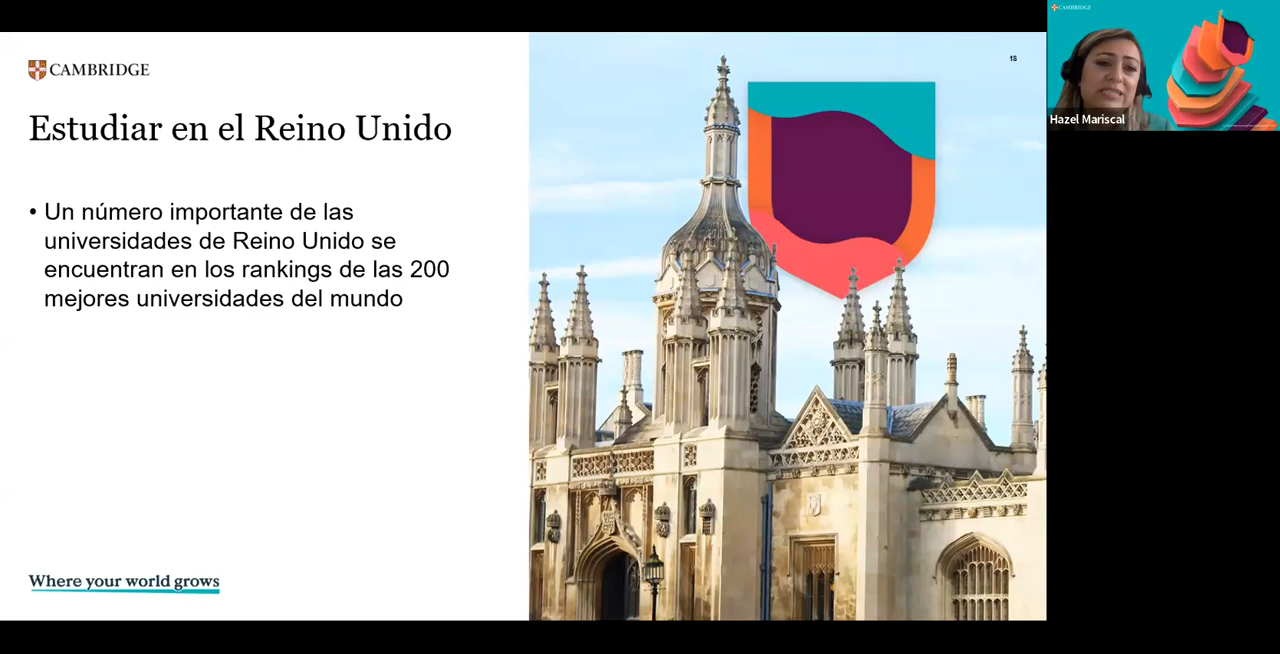 CAMBRIDGE
Estudiar en el Reino Unido
• Un número importante de las
universidades de Reino Unido se
encuentran en los rankings de las 200
mejores universidades del mundo
Where your world grows
18
CAMBRIDGE
Hazel Mariscal